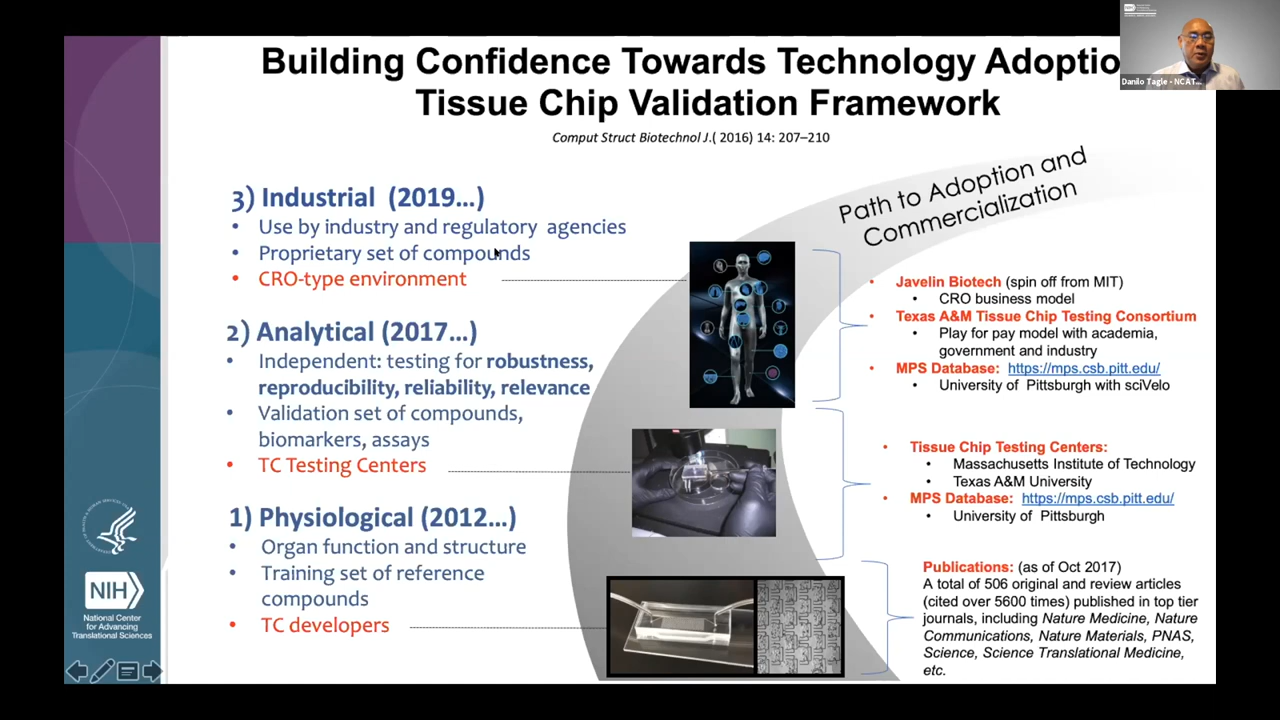 Building Confidence Towards Technology Adoptio
Tissue Chip Validation Framework
Comput Struct Biotechnol J.( 2016) 14: 207–210
Danilo Tagle - NCAT...
Path to Adoption and
Commercialization
3) Industrial (2019...)
• Use by industry and regulatory agencies
• Proprietary set of compounds
• CRO-type environment
2) Analytical (2017...)
• Independent: testing for robustness,
reproducibility, reliability, relevance
• Validation set of compounds,
biomarkers, assays
• TC Testing Centers
1) Physiological (2012...)
• Organ function and structure
• Training set of reference
compounds
• TC developers
• Javelin Biotech (spin off from MIT)
• CRO business model
• Texas A&M Tissue Chip Testing Consortium
• Play for pay model with academia,
government and industry
• MPS Database: https://mps.csb.pitt.edu/
• University of Pittsburgh with sciVelo
• Tissue Chip Testing Centers:
• Massachusetts Institute of Technology
• Texas A&M University
• MPS Database: https://mps.csb.pitt.edu/
• University of Pittsburgh
Publications: (as of Oct 2017)
A total of 506 original and review articles
(cited over 5600 times) published in top tier
journals, including Nature Medicine, Nature
Communications, Nature Materials, PNAS,
Science, Science Translational Medicine,
etc.
NIH
National Center
for Advancing
Translational Sciences